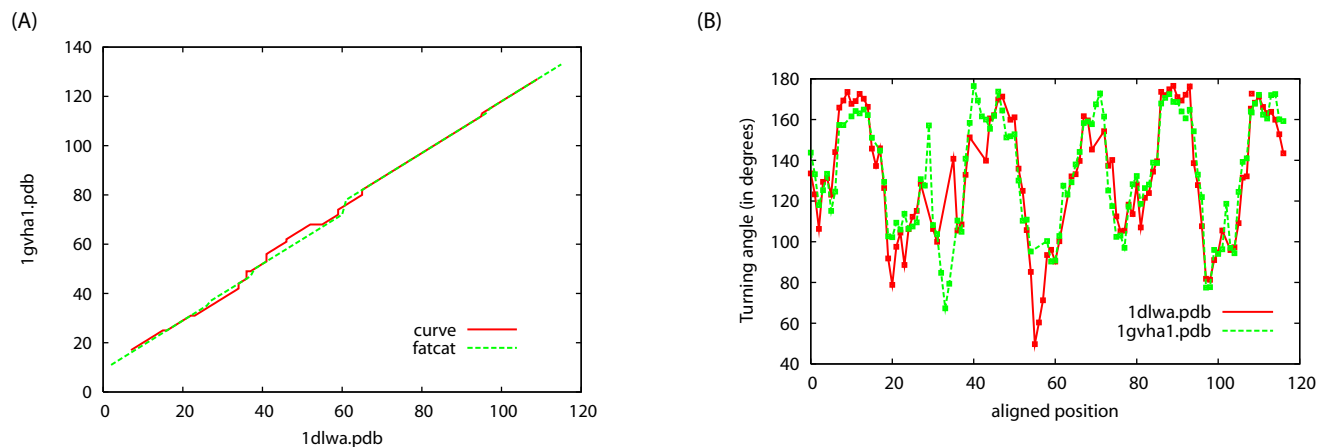 (A)
140
120
100
80
60
40
20
0
1gvha1.pdb
curve
fatcat
0 20 40 60 80 100 120
1dlwa.pdb
(B)
180
160
140
120
100
80
60
40
Turning angle (in degrees)
1dlwa.pdb
1gvha1.pdb
0 20 40 60 80 100 120
aligned position